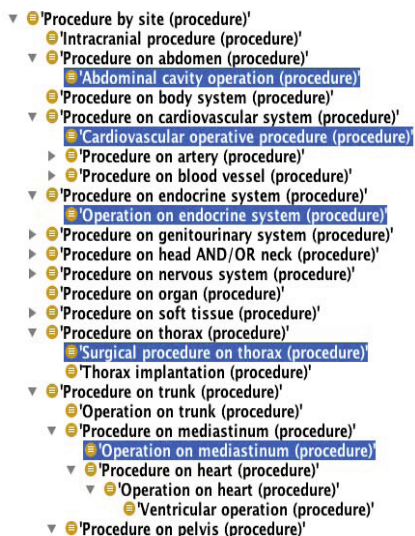 'Procedure by site (procedure)'
'Intracranial procedure (procedure)'
'Procedure on abdomen (procedure)'
'Abdominal cavity operation (procedure)'
'Procedure on body system (procedure)'
'Procedure on cardiovascular system (procedure)'
'Cardiovascular operative procedure (procedure)'
'Procedure on artery (procedure)'
'Procedure on blood vessel (procedure)'
'Procedure on endocrine system (procedure)'
'Operation on endocrine system (procedure)'
'Procedure on genitourinary system (procedure)'
'Procedure on head AND/OR neck (procedure)'
'Procedure on nervous system (procedure)'
'Procedure on organ (procedure)'
'Procedure on soft tissue (procedure)'
'Procedure on thorax (procedure)'
'Surgical procedure on thorax (procedure)'
'Thorax implantation (procedure)'
'Procedure on trunk (procedure)'
'Operation on trunk (procedure)'
'Procedure on mediastinum (procedure)'
'Operation on mediastinum (procedure)'
'Procedure on heart (procedure)'
'Operation on heart (procedure)'
'Ventricular operation (procedure)'
'Procedure on pelvis (procedure)'